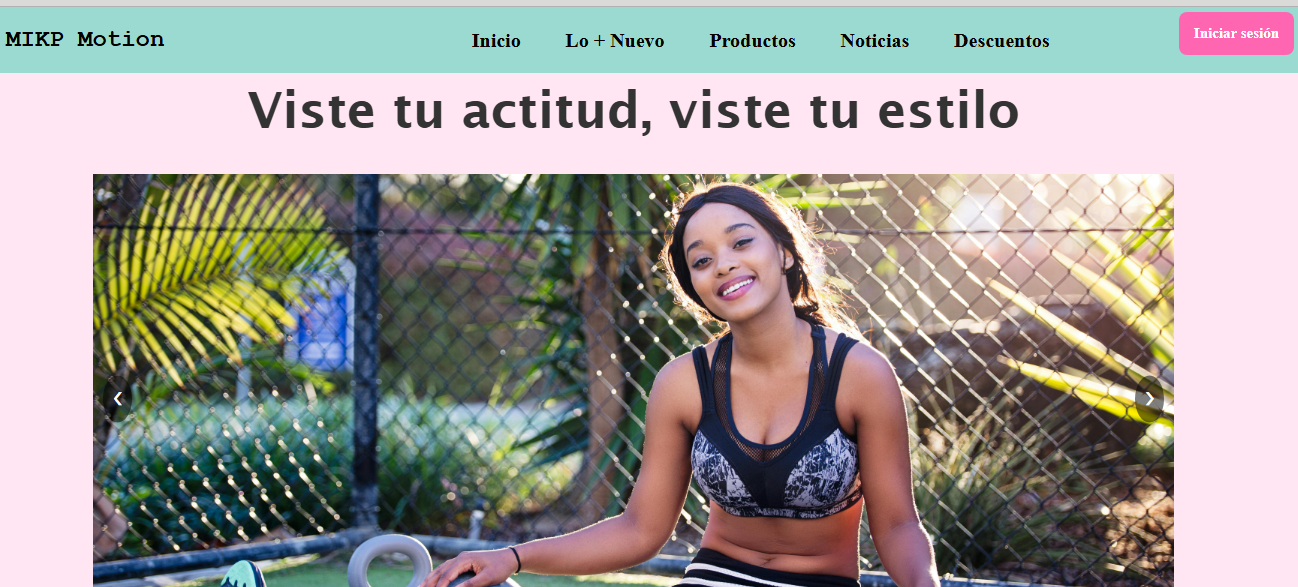 MIKP Motion
Inicio Lo + Nuevo Productos Noticias Descuentos
Iniciar sesión
Viste tu actitud, viste tu estilo
‹ ›